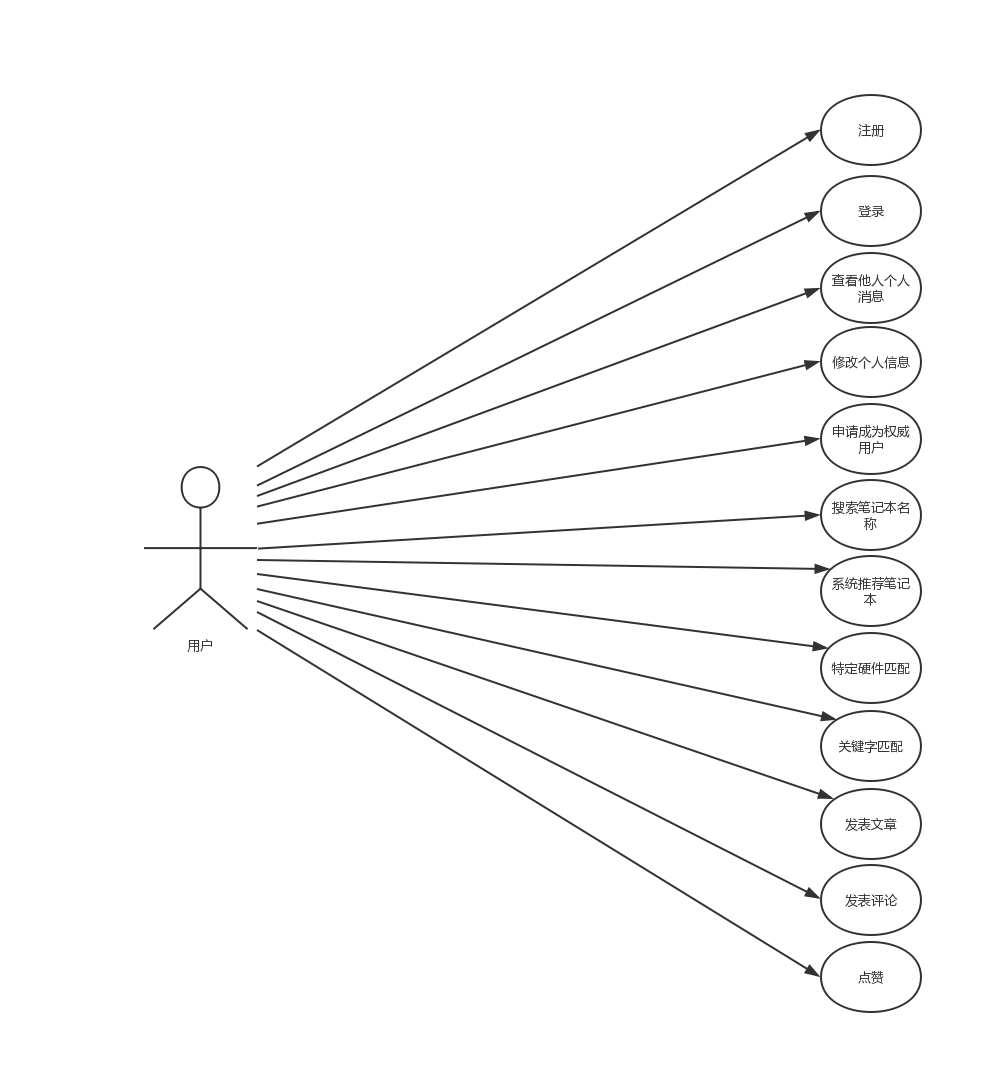 注册
登录
查看他人个人
消息
修改个人信息
申请成为权威
用户
搜索笔记本名
称
系统推荐笔记
本
用户
特定硬件匹配
关键字匹配
发表文章
发表评论
点赞